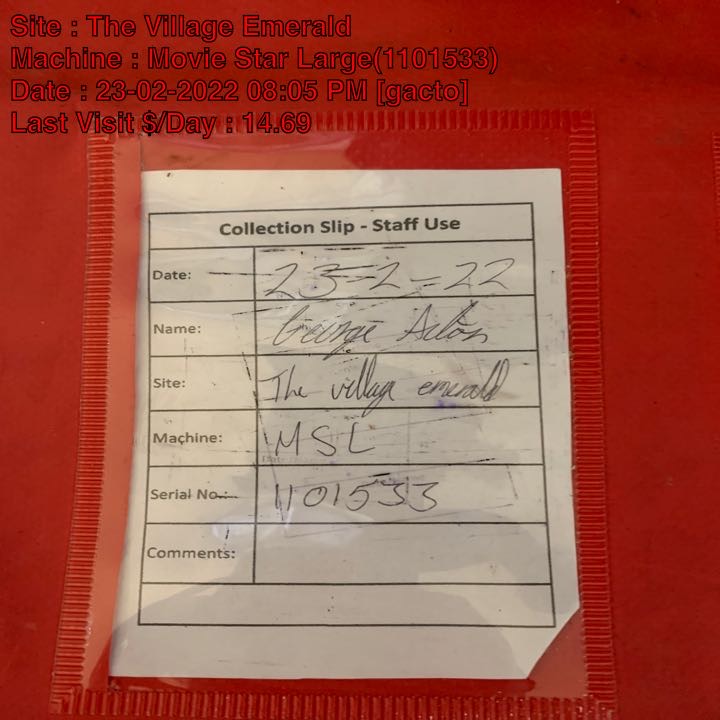 Site : The Village Emerald
Machine : Movie Star Large(1101533)
Date : 23-02-2022 08:05 PM [gacto]
Last Visit $/Day : 14.69
Collection Slip - Staff Use
Date: 23-2-22
Name: George
Site: The village emerald
Machine: MSL
Serial No.: 1101533
Comments: